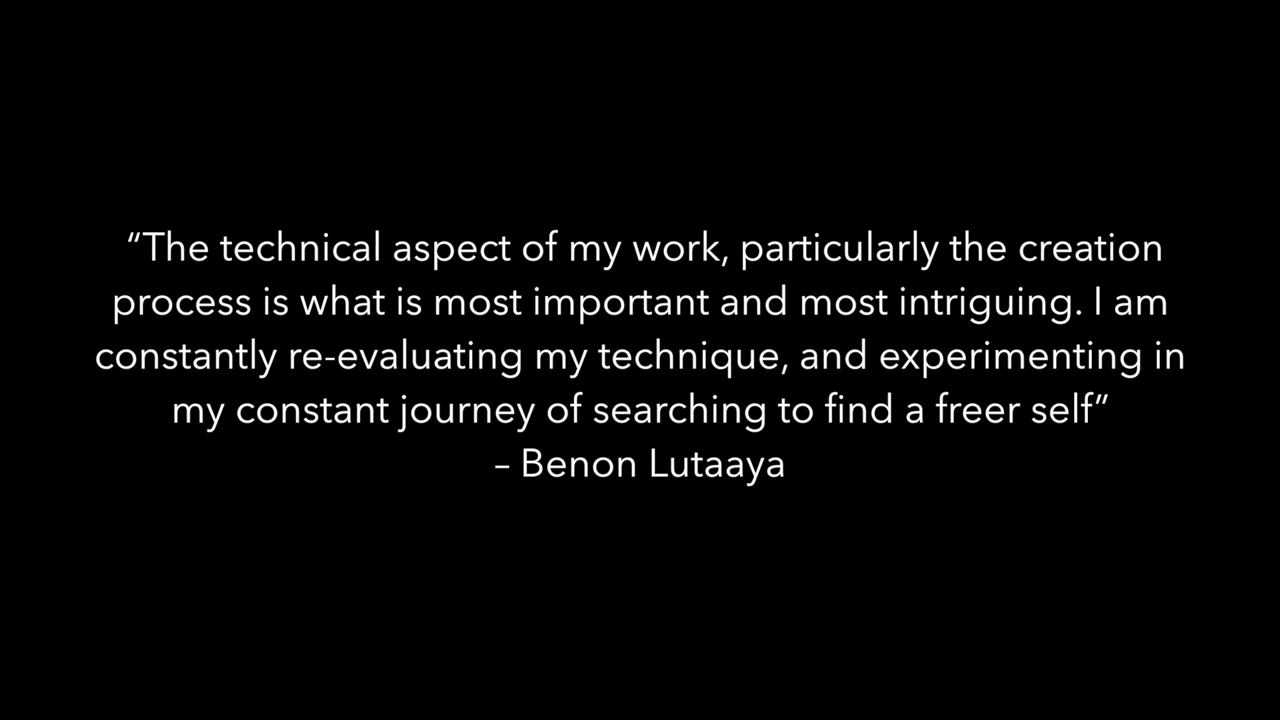 “The technical aspect of my work, particularly the creation
process is what is most important and most intriguing. I am
constantly re-evaluating my technique, and experimenting in
my constant journey of searching to find a freer self”
– Benon Lutaaya